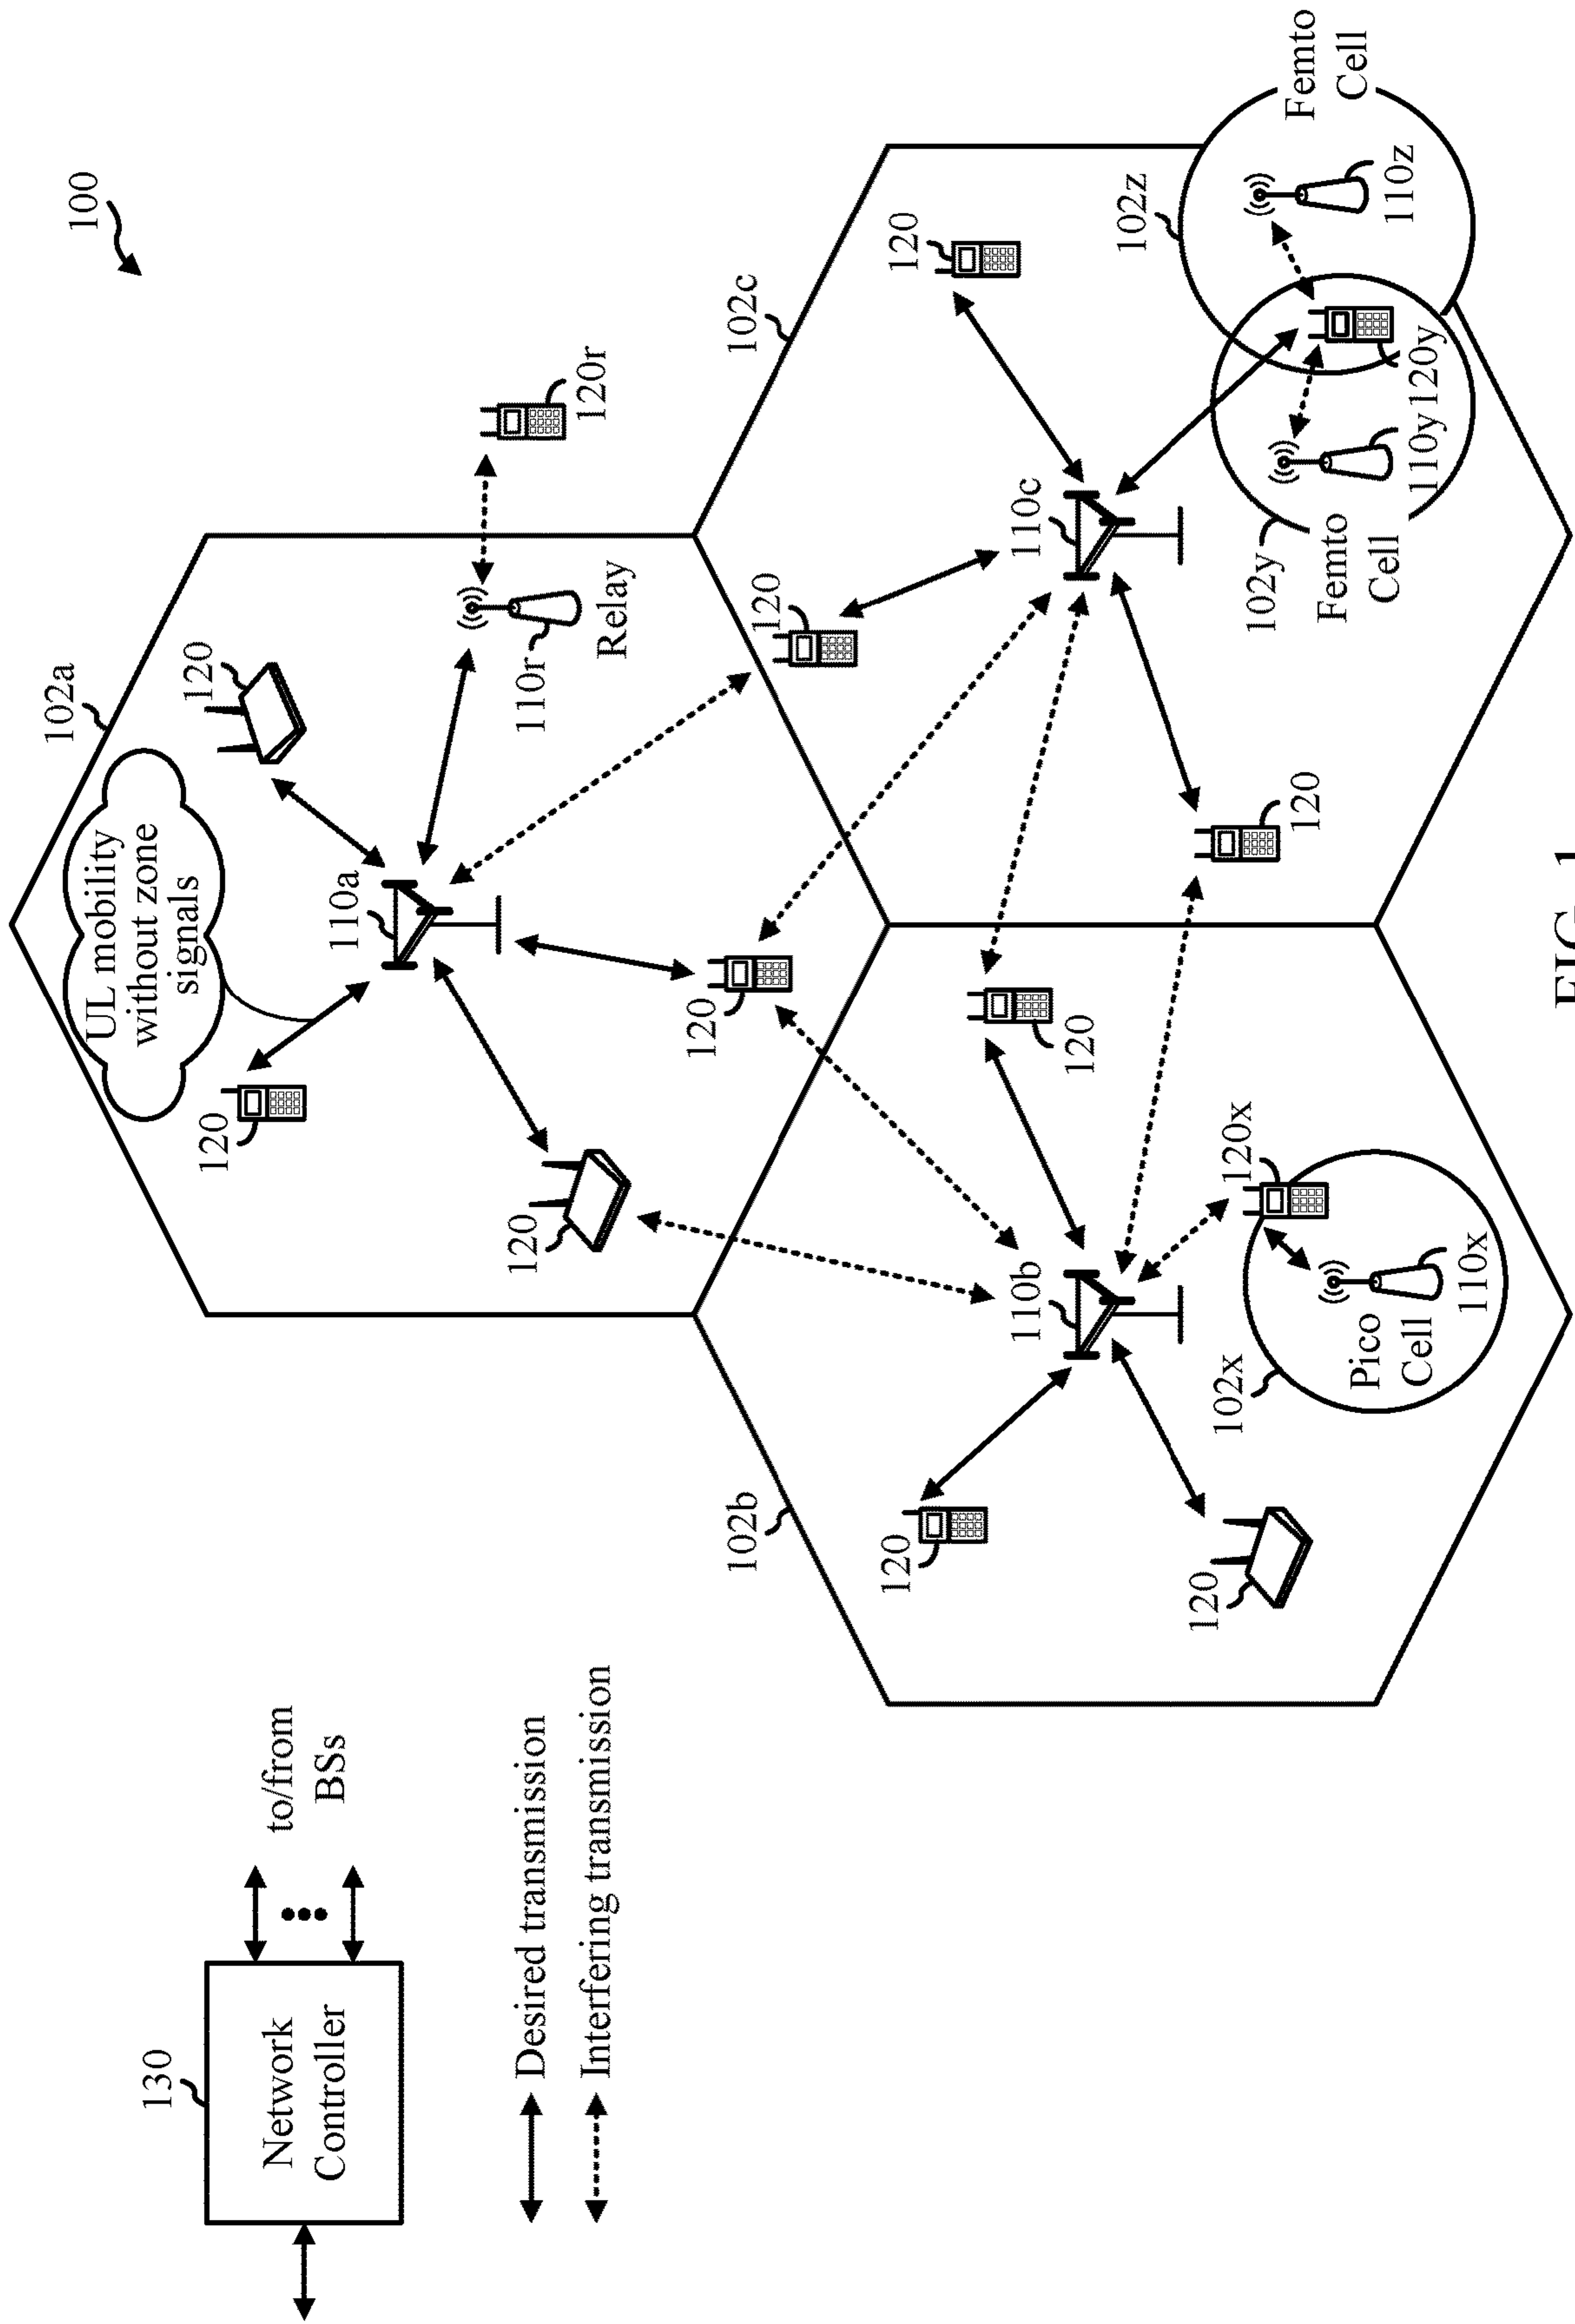 100
130
Network
Controller
to/from
BSs
Desired transmission
Interfering transmission
102a
UL mobility
without zone
signals
120
120
110a
120
120
110r
Relay
120r
102b
120
120
110b
120
102x
Pico
Cell
110x
120x
102c
120
120
110c
120
102y
Femto
Cell
110y
120y
102z
110z
Femto
Cell
FIG. 1